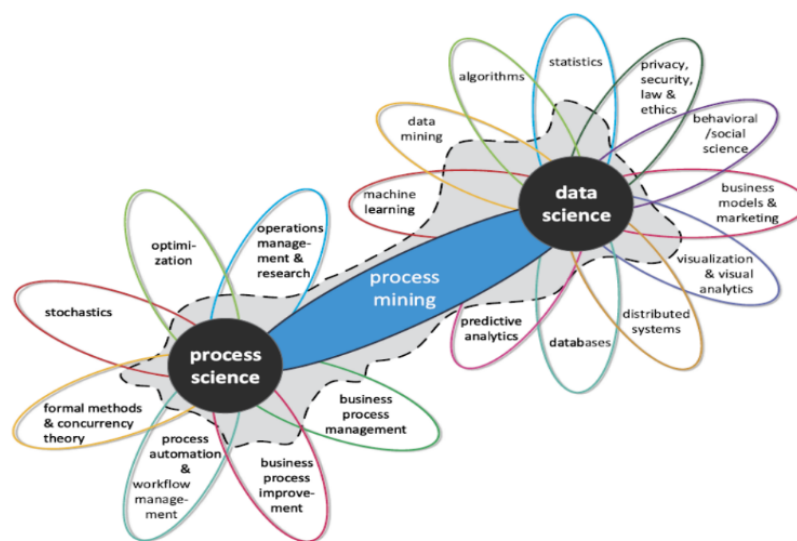 statistics
algorithms
privacy,
security,
law &
ethics
data
mining
behavioral
/social
science
machine
learning
data
science
business
models &
marketing
visualization
& visual
analytics
distributed
systems
databases
predictive
analytics
process
mining
operations
manage-
ment &
research
optimi-
zation
stochastics
process
science
formal methods
& concurrency
theory
process
automation
&
workflow
manage-
ment
business
process
improve-
ment
business
process
management